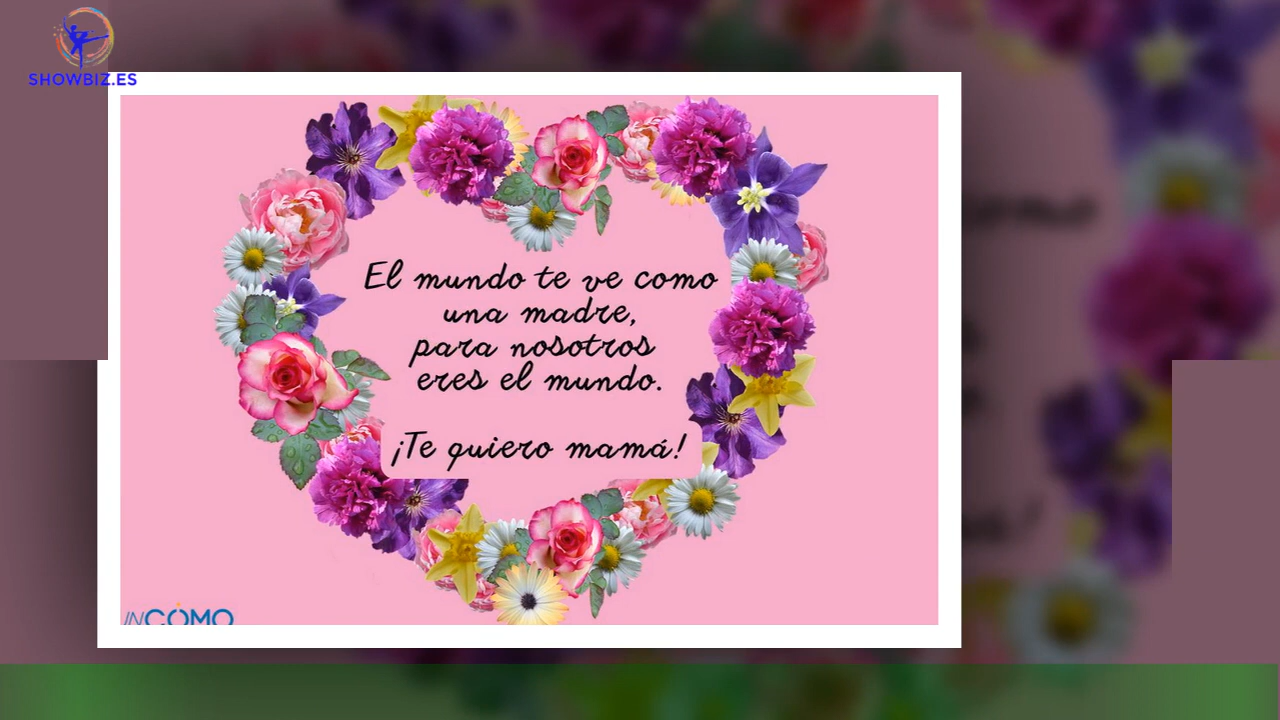 SHOWBIZ.ES
El mundo te ve como
una madre,
para nosotros
eres el mundo.
¡Te quiero mamá!
UNCOMO